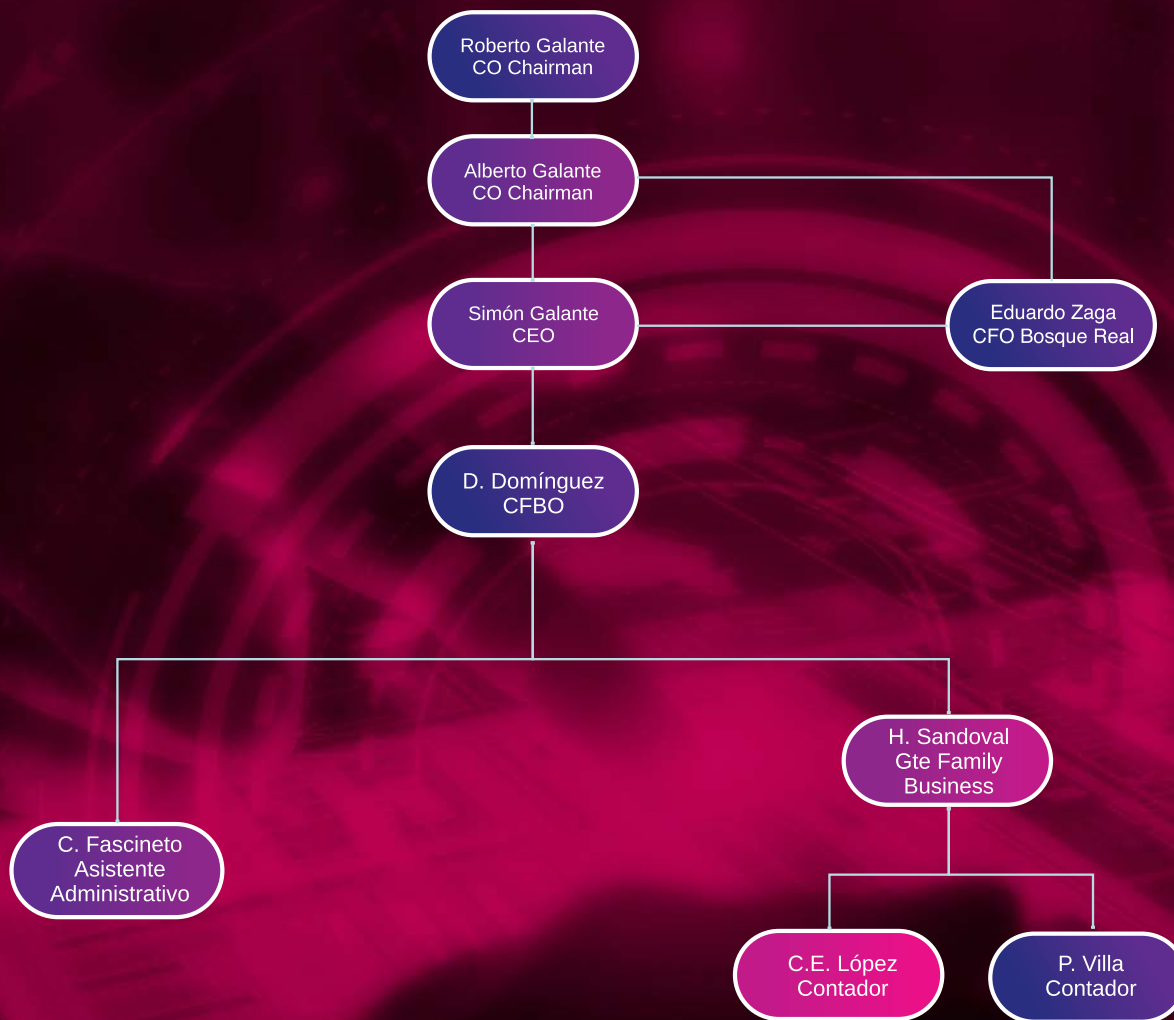 Roberto Galante
CO Chairman
Alberto Galante
CO Chairman
Simón Galante
CEO
Eduardo Zaga
CFO Bosque Real
D. Domínguez
CFBO
H. Sandoval
Gte Family
Business
C. Fascineto
Asistente
Administrativo
C.E. López
Contador
P. Villa
Contador